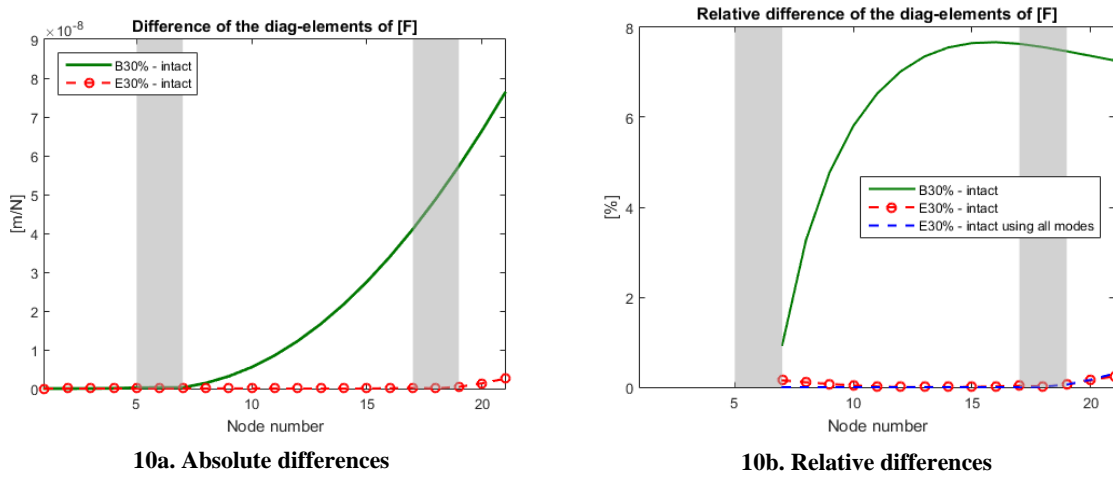 Difference of the diag-elements of [F]
×10^-8
[m/N]
9
8
7
6
5
4
3
2
1
0
B30% - intact
E30% - intact
5 10 15 20
Node number
10a. Absolute differences
Relative difference of the diag-elements of [F]
[%]
8
6
4
2
0
B30% - intact
E30% - intact
E30% - intact using all modes
5 10 15 20
Node number
10b. Relative differences